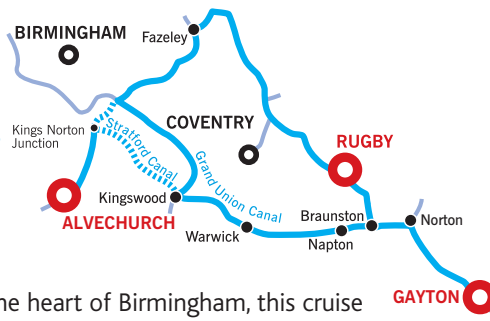 BIRMINGHAM
Fazeley
COVENTRY
Kings Norton
Junction
Stratford Canal
Grand Union Canal
RUGBY
Kingswood
ALVECHURCH
Warwick
Braunston
Napton
Norton
GAYTON
heart of Birmingham, this cruise